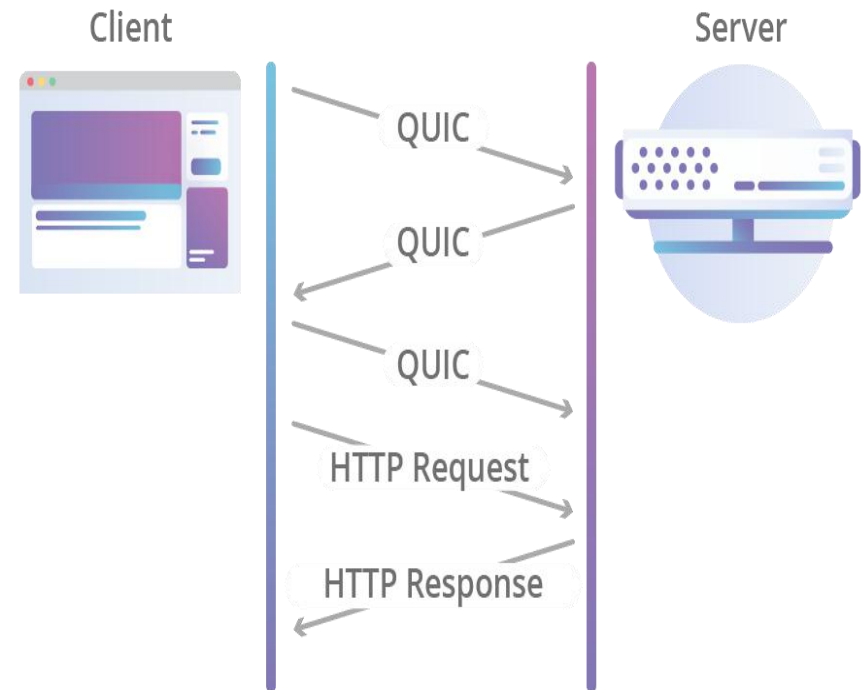 Client
Server
QUIC
QUIC
QUIC
HTTP Request
HTTP Response